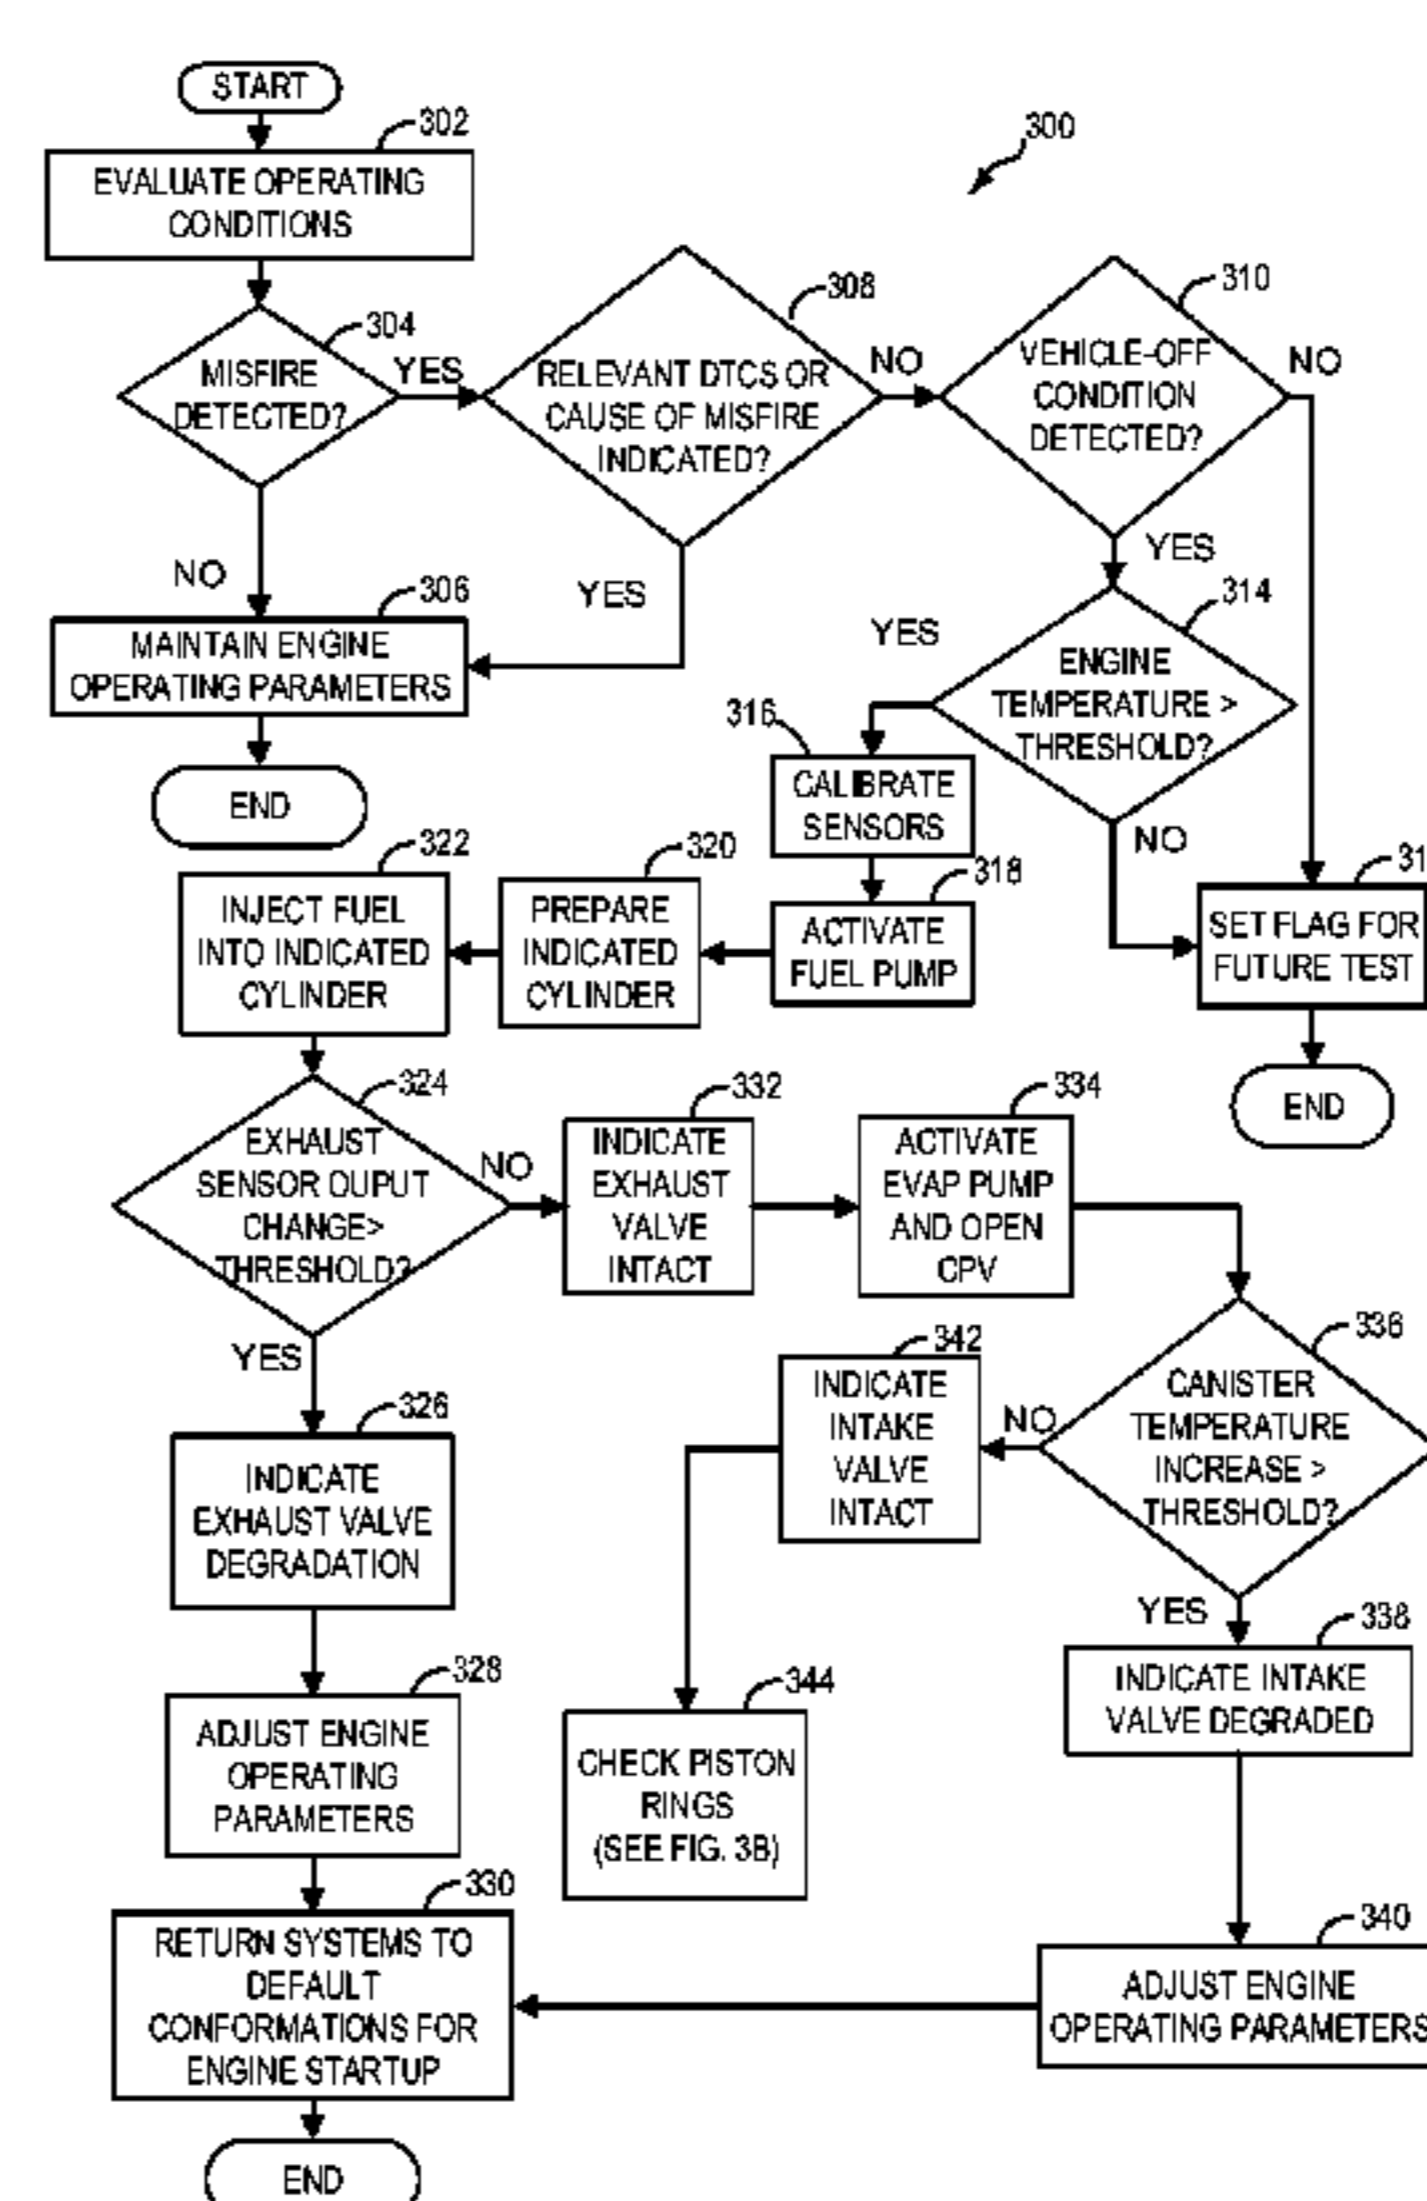 START
302
EVALUATE OPERATING
CONDITIONS
300
304
MISFIRE
DETECTED?
YES
308
RELEVANT DTCS OR
CAUSE OF MISFIRE
INDICATED?
NO
310
VEHICLE-OFF
CONDITION
DETECTED?
NO
NO
YES
YES
306
MAINTAIN ENGINE
OPERATING PARAMETERS
END
314
ENGINE
TEMPERATURE >
THRESHOLD?
YES
NO
316
CALIBRATE
SENSORS
318
ACTIVATE
FUEL PUMP
320
PREPARE
INDICATED
CYLINDER
322
INJECT FUEL
INTO INDICATED
CYLINDER
SET FLAG FOR
FUTURE TEST
END
324
EXHAUST
SENSOR OUPUT
CHANGE>
THRESHOLD?
NO
YES
332
INDICATE
EXHAUST
VALVE
INTACT
334
ACTIVATE
EVAP PUMP
AND OPEN
CPV
336
CANISTER
TEMPERATURE
INCREASE >
THRESHOLD?
NO
YES
342
INDICATE
INTAKE
VALVE
INTACT
326
INDICATE
EXHAUST VALVE
DEGRADATION
338
INDICATE INTAKE
VALVE DEGRADED
328
ADJUST ENGINE
OPERATING
PARAMETERS
344
CHECK PISTON
RINGS
(SEE FIG. 3B)
330
RETURN SYSTEMS TO
DEFAULT
CONFORMATIONS FOR
ENGINE STARTUP
340
ADJUST ENGINE
OPERATING PARAMETERS
END